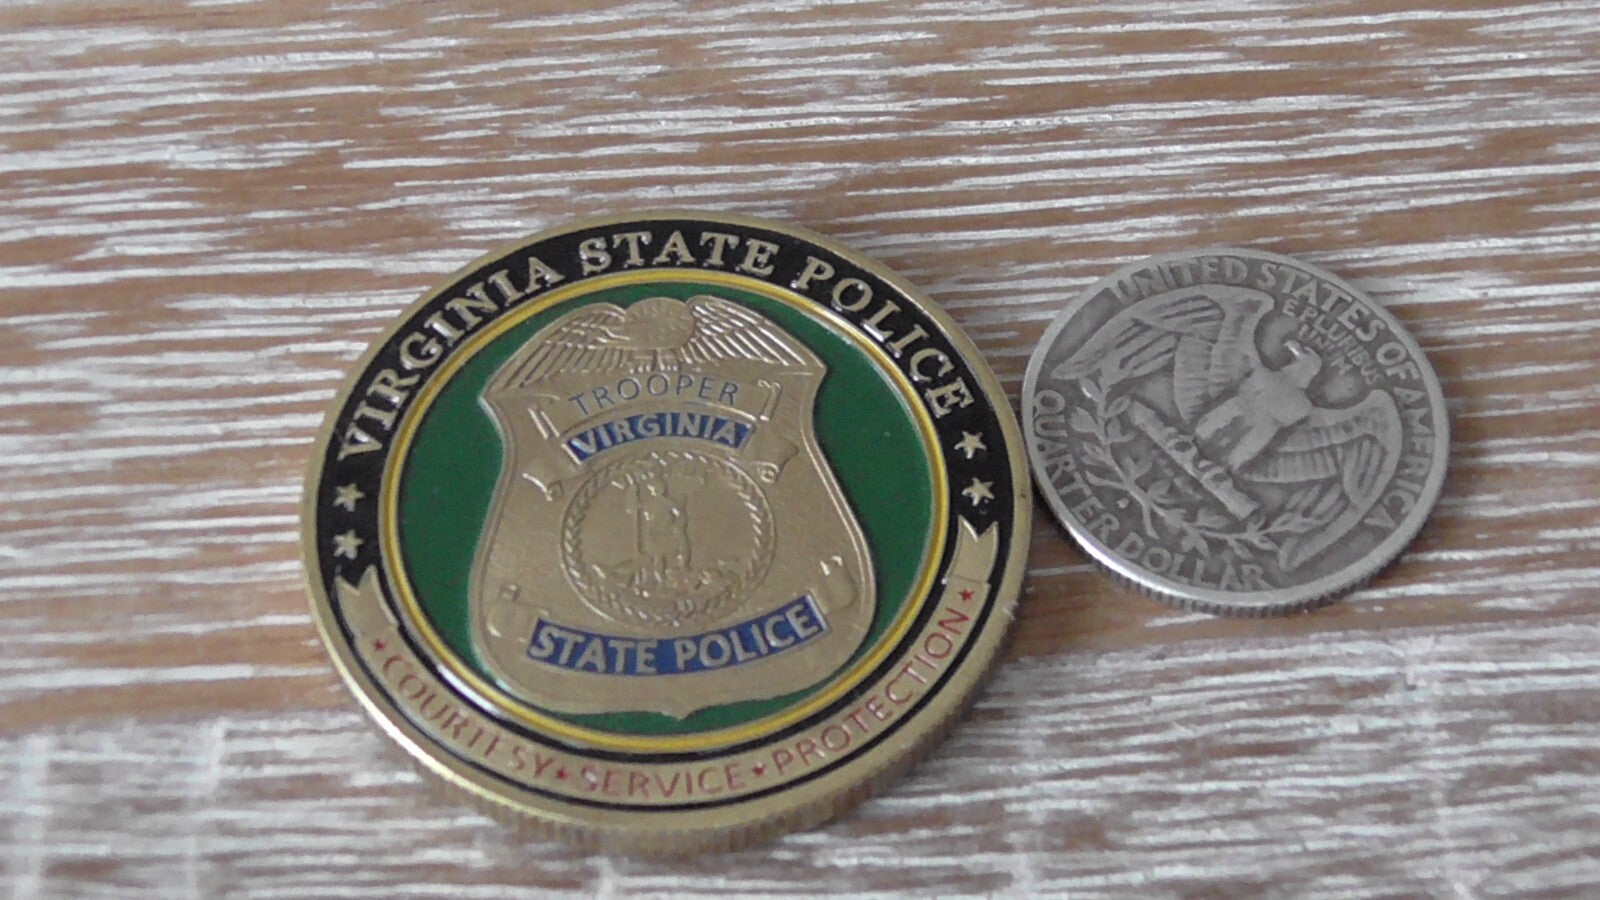 VIRGINIA STATE POLICE
TROOPER
VIRGINIA
STATE POLICE
COURTESY★SERVICE★PROTECTION
UNITED STATES OF AMERICA
E PLURIBUS
UNUM
QUARTER DOLLAR